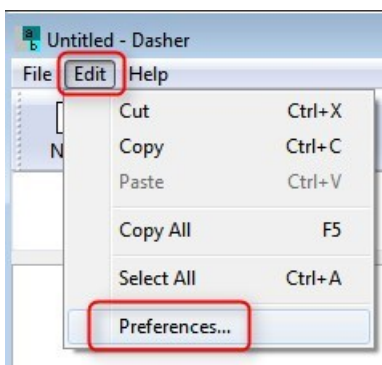 a
b
Untitled - Dasher
File Edit Help
N
Cut Ctrl+X
Copy Ctrl+C
Paste Ctrl+V
Copy All F5
Select All Ctrl+A
Preferences...